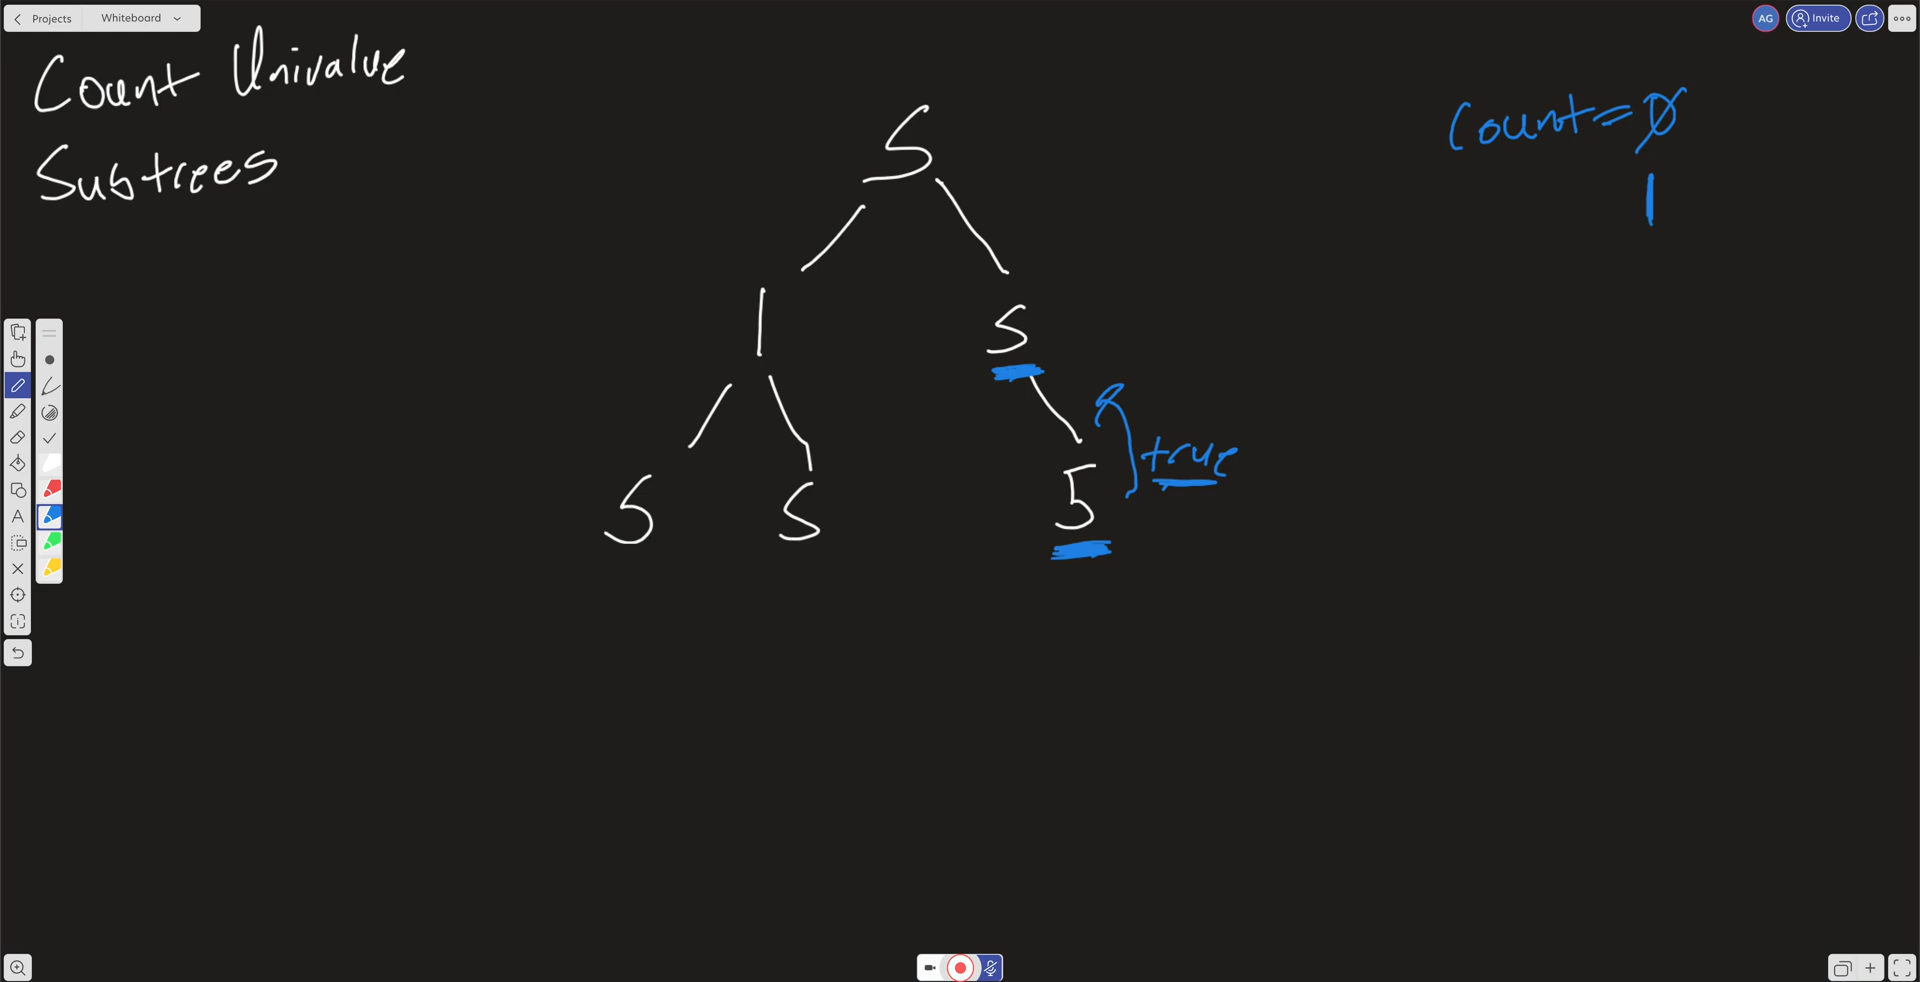 Projects Whiteboard
AG Invite
Count Univalue
Subtrees
Count=0
1
5
1 5
5 5 5 true